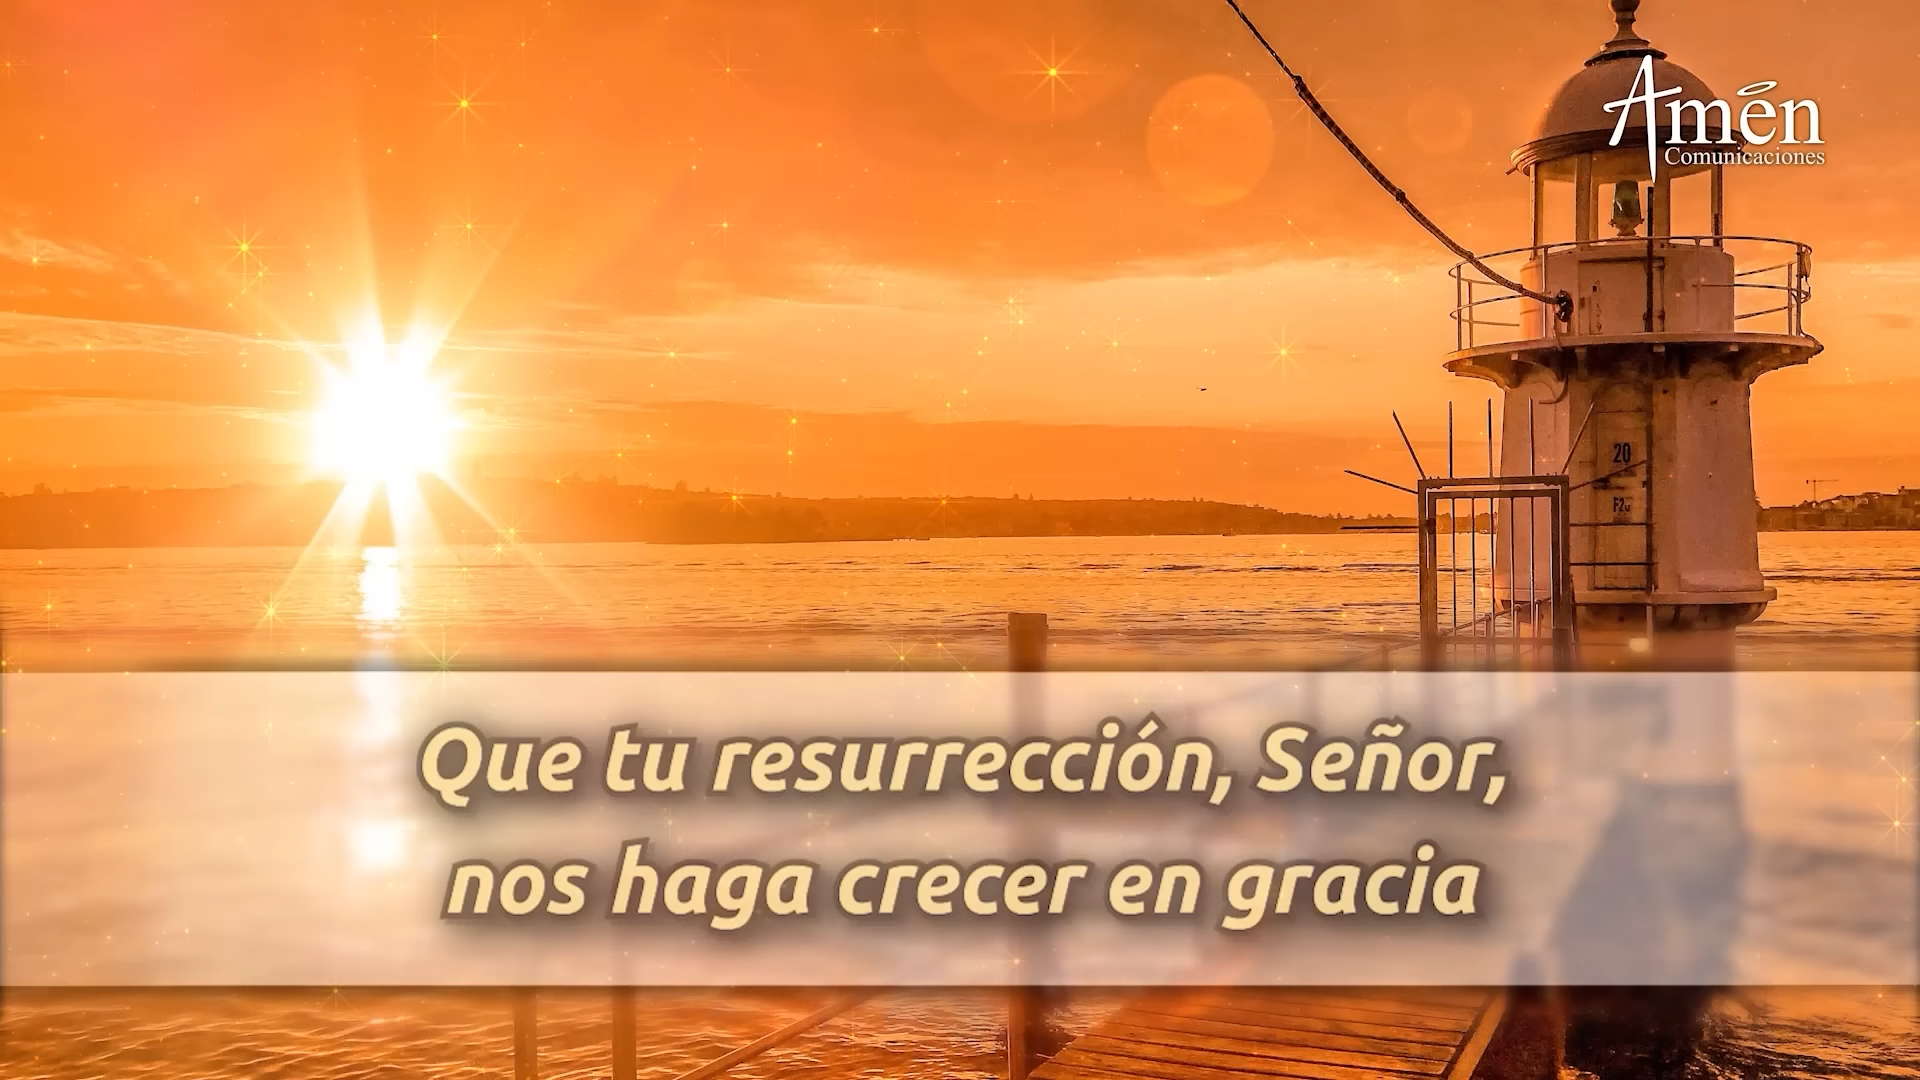 Amén
Comunicaciones
20
Que tu resurrección, Señor,
nos haga crecer en gracia